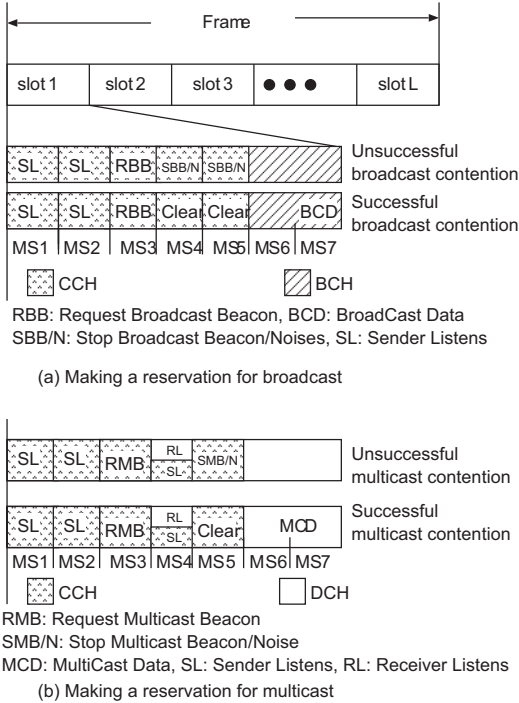 Frame
slot 1 slot 2 slot 3 ●●● slot L
SL SL RBB SBB/N SBB/N
Unsuccessful
broadcast contention
SL SL RBB Clear Clear BCD
Successful
broadcast contention
MS1 MS2 MS3 MS4 MS5 MS6 MS7
CCH BCH
RBB: Request Broadcast Beacon, BCD: BroadCast Data
SBB/N: Stop Broadcast Beacon/Noises, SL: Sender Listens
(a) Making a reservation for broadcast
SL SL RMB RL SL SMB/N
Unsuccessful
multicast contention
SL SL RMB RL SL Clear MCD
Successful
multicast contention
MS1 MS2 MS3 MS4 MS5 MS6 MS7
CCH DCH
RMB: Request Multicast Beacon
SMB/N: Stop Multicast Beacon/Noise
MCD: MultiCast Data, SL: Sender Listens, RL: Receiver Listens
(b) Making a reservation for multicast